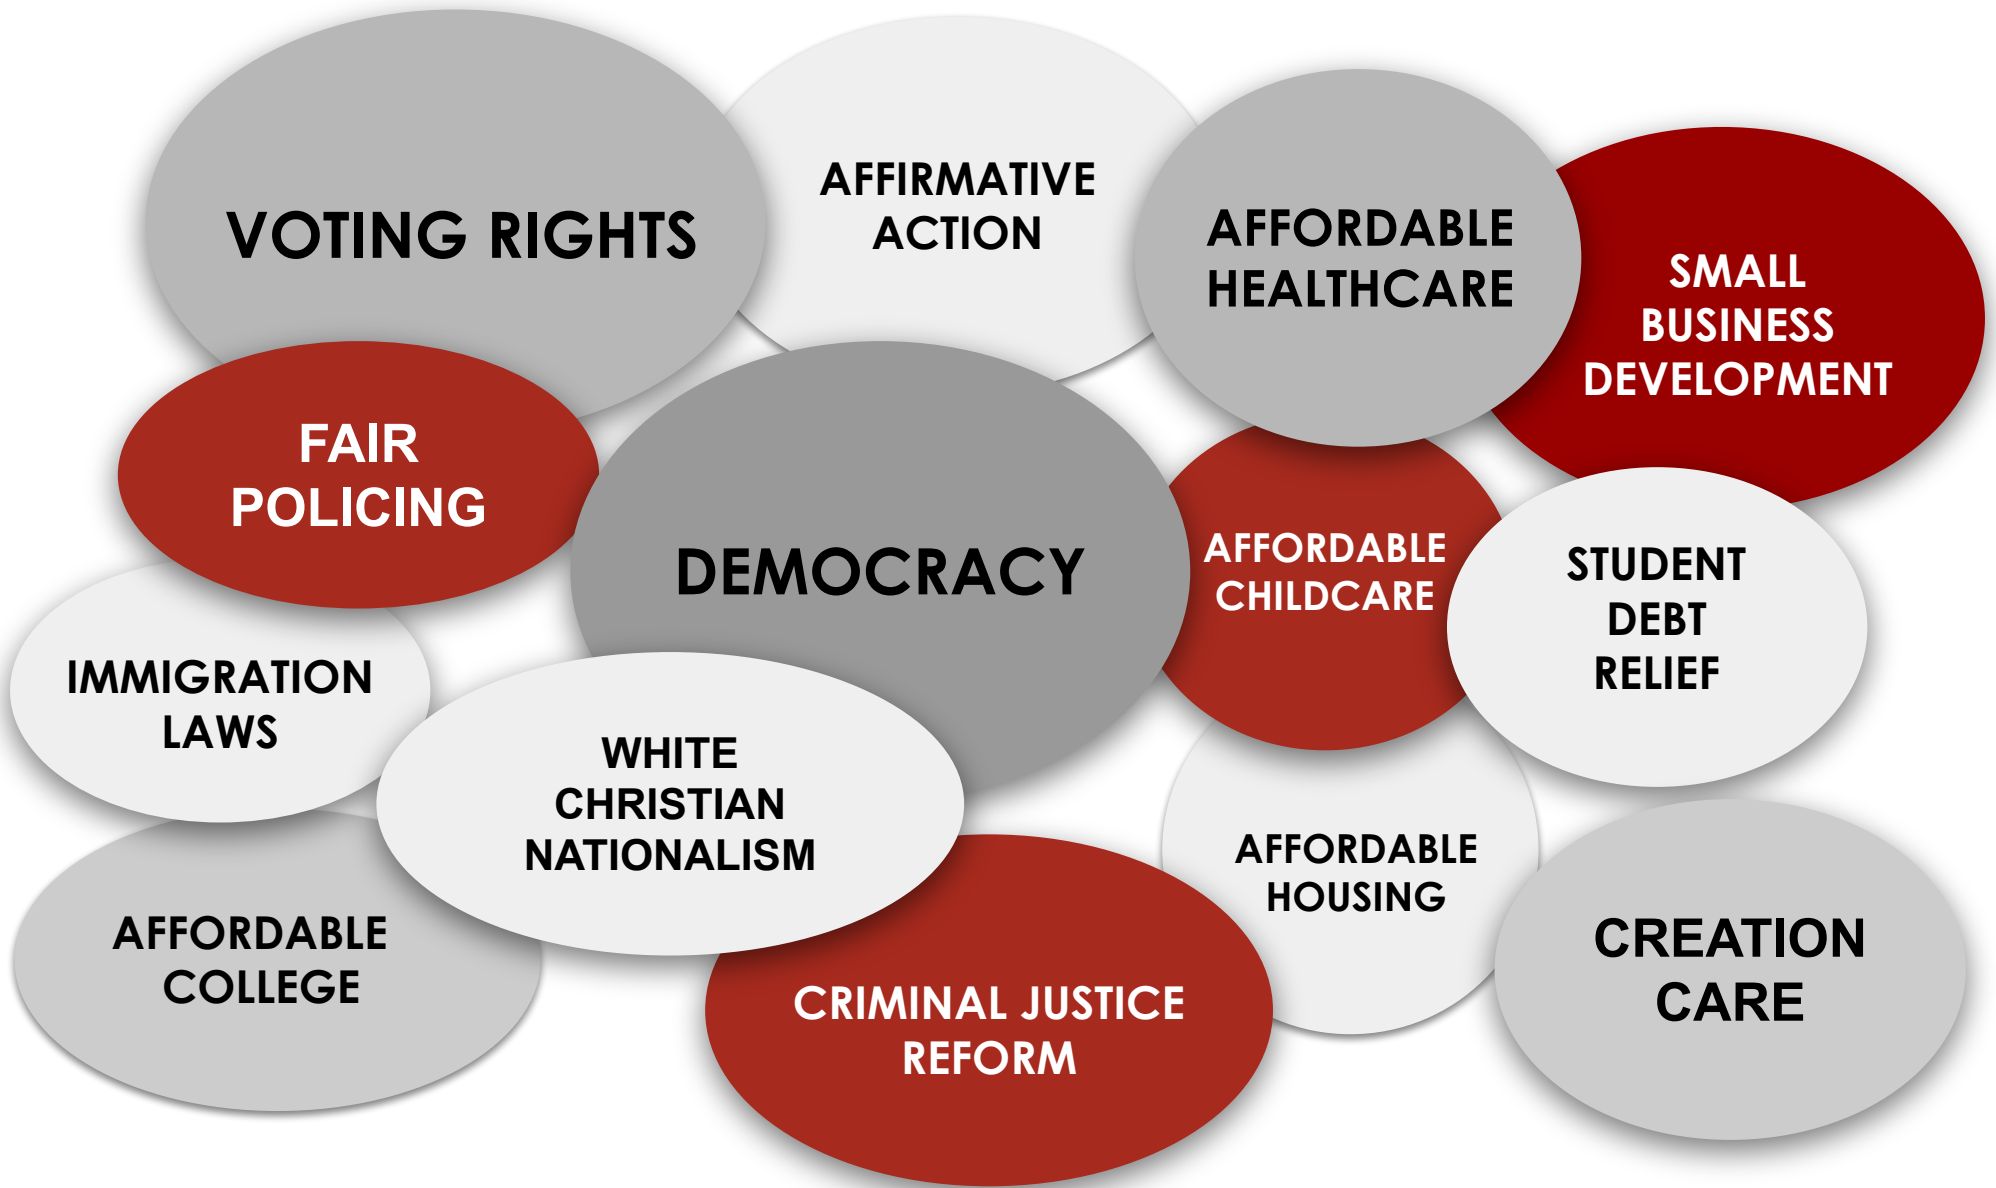 VOTING RIGHTS
AFFIRMATIVE
ACTION
AFFORDABLE
HEALTHCARE
SMALL
BUSINESS
DEVELOPMENT
FAIR
POLICING
DEMOCRACY
AFFORDABLE
CHILDCARE
STUDENT
DEBT
RELIEF
IMMIGRATION
LAWS
WHITE
CHRISTIAN
NATIONALISM
AFFORDABLE
HOUSING
AFFORDABLE
COLLEGE
CRIMINAL JUSTICE
REFORM
CREATION
CARE